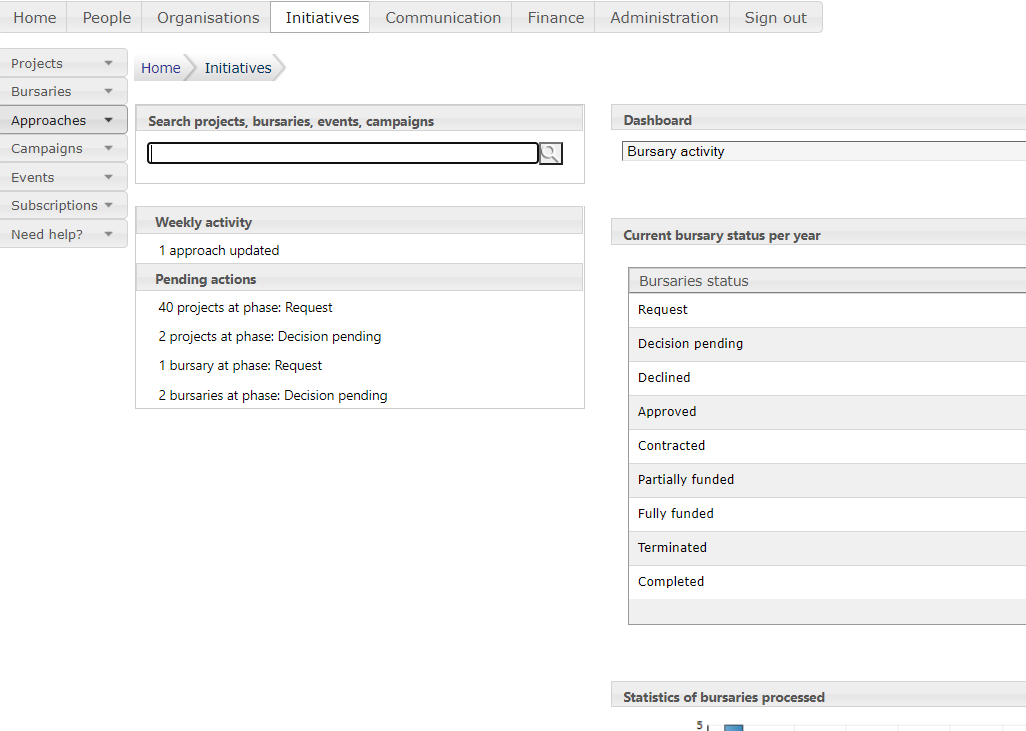 Home People Organisations Initiatives Communication Finance Administration Sign out
Projects
Bursaries
Approaches
Campaigns
Events
Subscriptions
Need help?
Home Initiatives
Search projects, bursaries, events, campaigns
Weekly activity
1 approach updated
Pending actions
40 projects at phase: Request
2 projects at phase: Decision pending
1 bursary at phase: Request
2 bursaries at phase: Decision pending
Dashboard
Bursary activity
Current bursary status per year
Bursaries status
Request
Decision pending
Declined
Approved
Contracted
Partially funded
Fully funded
Terminated
Completed
Statistics of bursaries processed
5